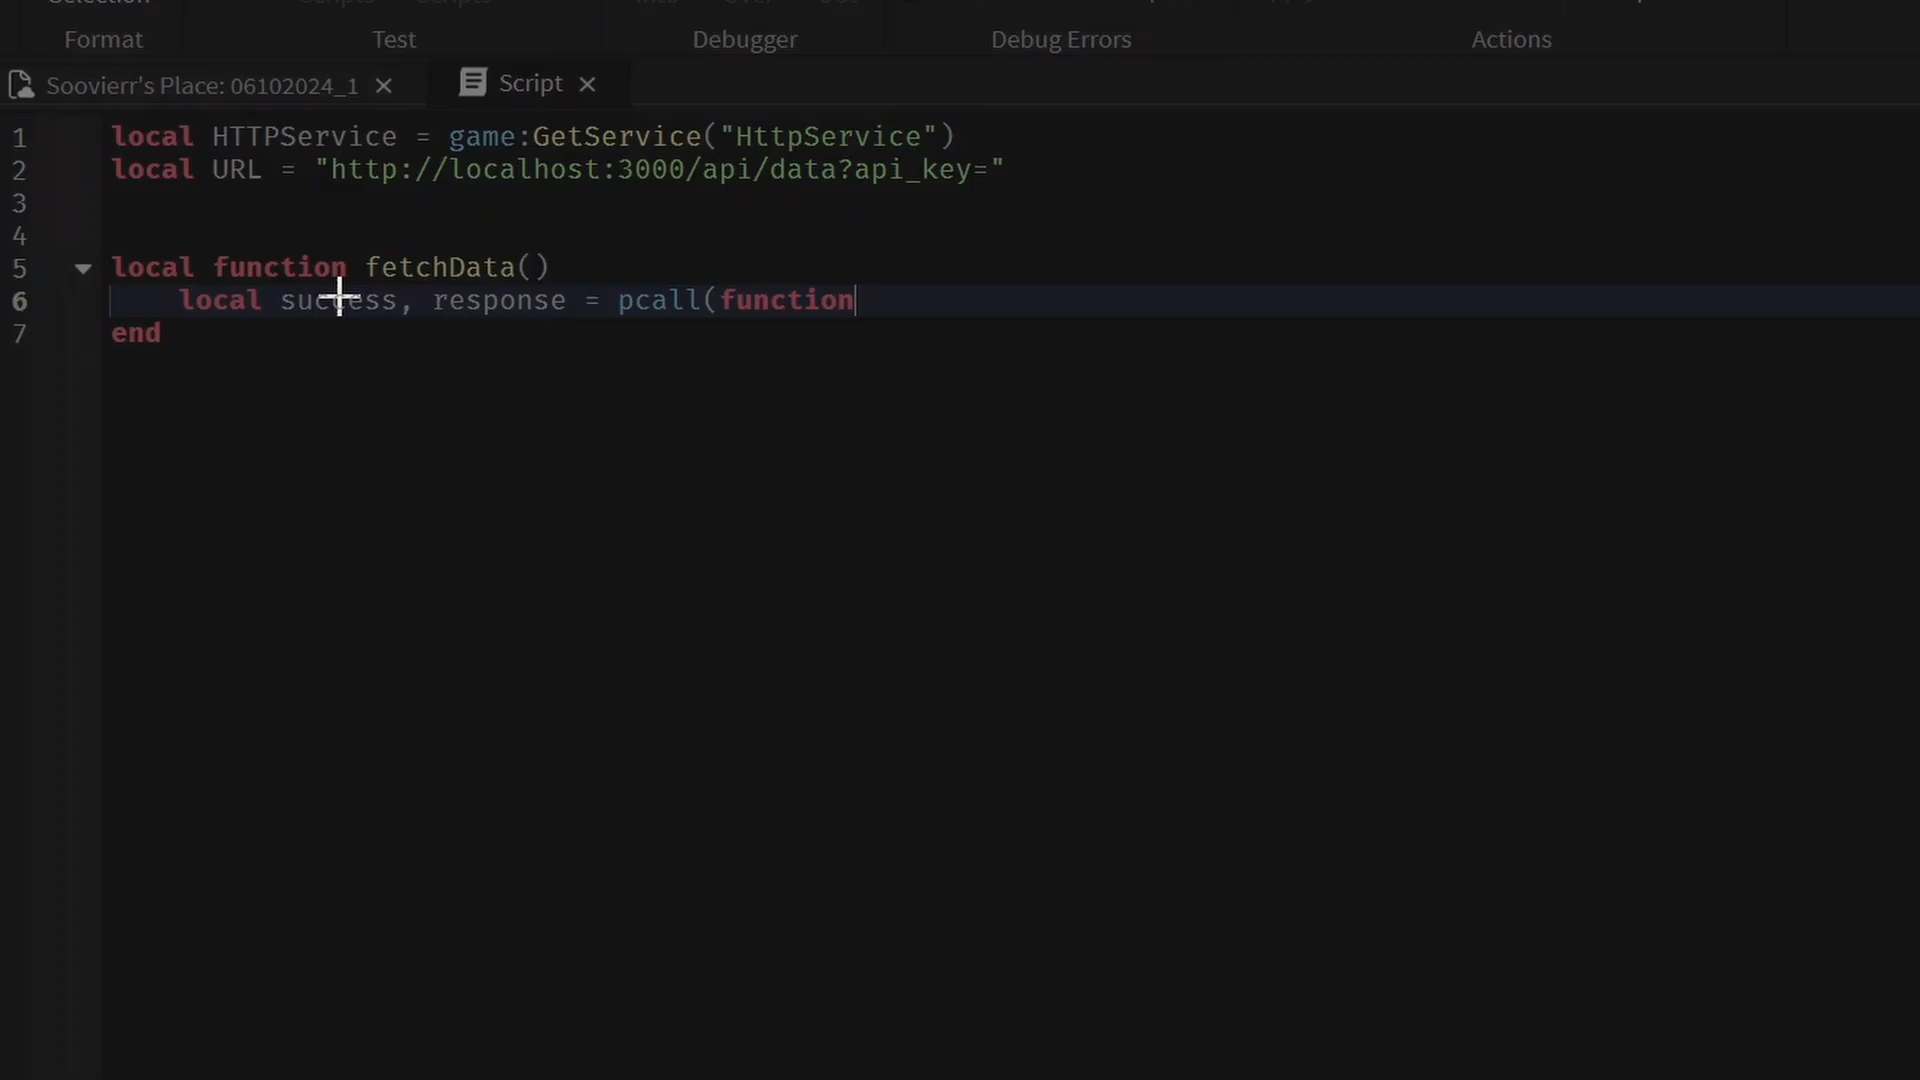 Selection
Format Test Debugger Debug Errors Actions
Soovierr's Place: 06102024_1 Script
1 local HTTPService = game:GetService("HttpService")
2 local URL = "http://localhost:3000/api/data?api_key="
3
4
5 local function fetchData()
6 local success, response = pcall(function
7 end